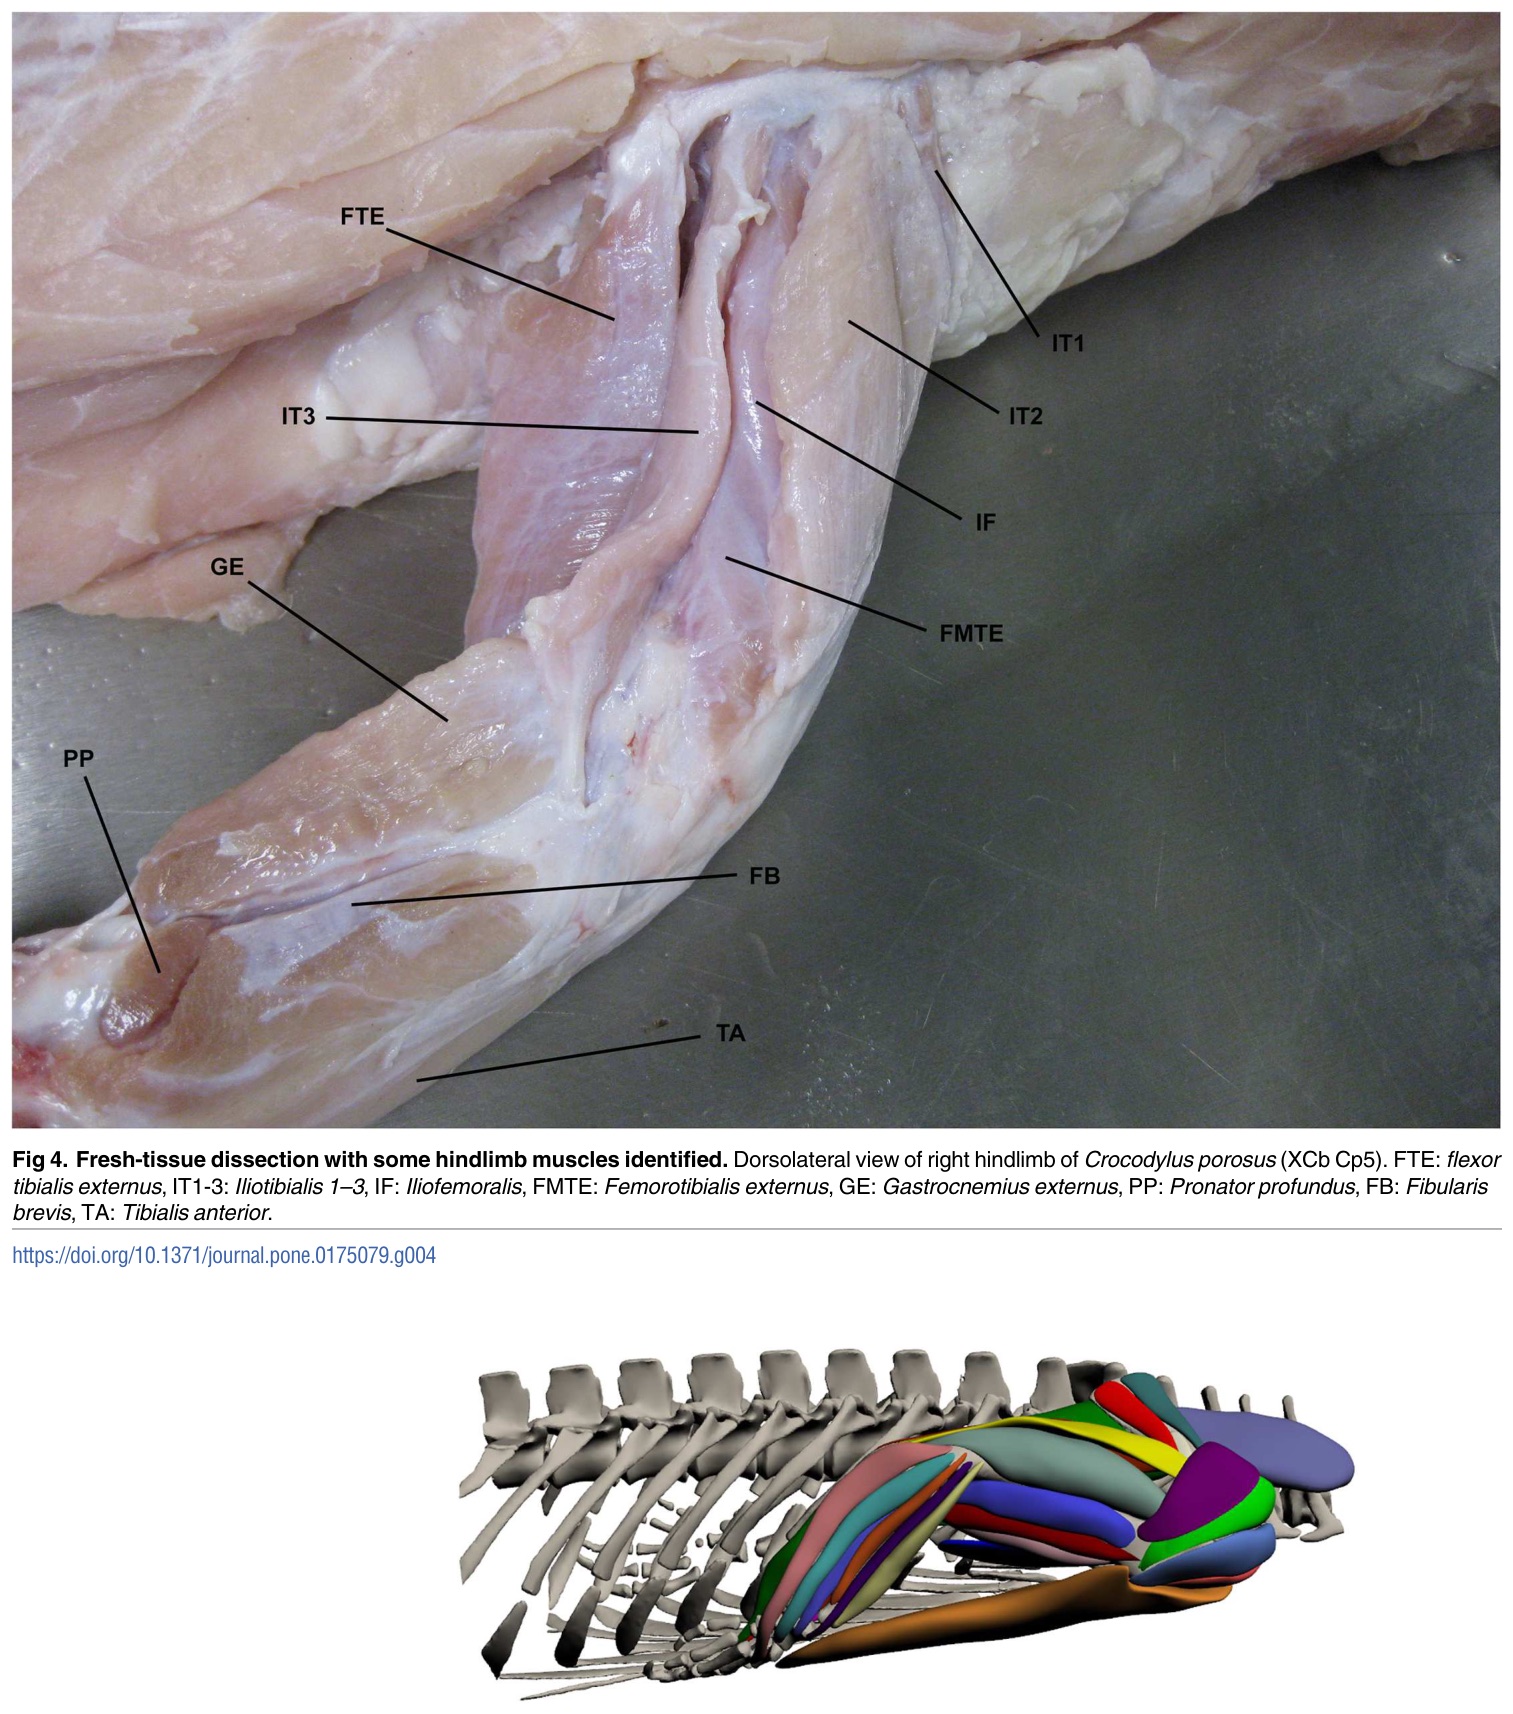 FTE
IT1
IT3
IT2
IF
GE
FMTE
PP
FB
TA
Fig 4. Fresh-tissue dissection with some hindlimb muscles identified. Dorsolateral view of right hindlimb of Crocodylus porosus (XCb Cp5). FTE: flexor
tibialis externus, IT1-3: Iliotibialis 1–3, IF: Iliofemoralis, FMTE: Femorotibialis externus, GE: Gastrocnemius externus, PP: Pronator profundus, FB: Fibularis
brevis, TA: Tibialis anterior.
https://doi.org/10.1371/journal.pone.0175079.g004